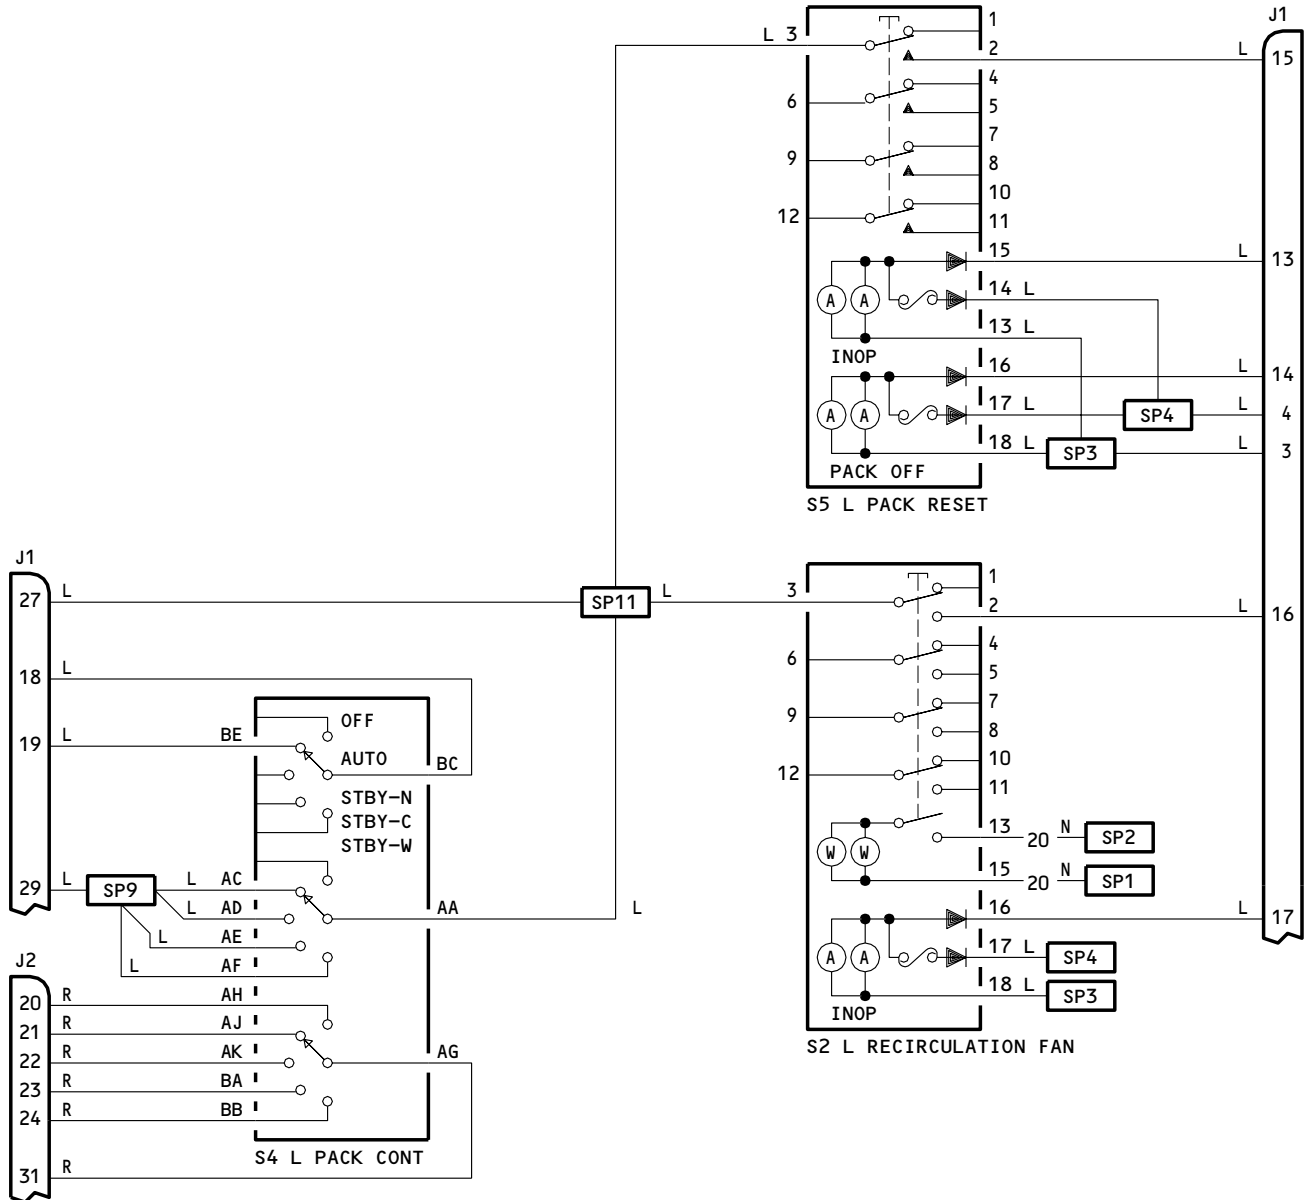 J1
1
L 3
2
L
15
4
6
5
7
9
8
10
12
11
15
L
13
A A
14 L
13 L
INOP
16
L
14
A A
17 L
SP4
L
4
18 L
SP3
L
3
PACK OFF
S5 L PACK RESET
J1
27
L
SP11
L
3
1
2
L
16
18
L
6
4
5
OFF
19
L
BE
9
7
8
AUTO
BC
12
10
11
STBY-N
STBY-C
STBY-W
13
20
N
SP2
W W
15
20
N
SP1
29
L
SP9
L
AC
L
AD
AA
L
16
L
17
L
AE
A A
17 L
SP4
L
AF
18 L
SP3
INOP
S2 L RECIRCULATION FAN
J2
20
R
AH
21
R
AJ
22
R
AK
AG
23
R
BA
24
R
BB
S4 L PACK CONT
31
R